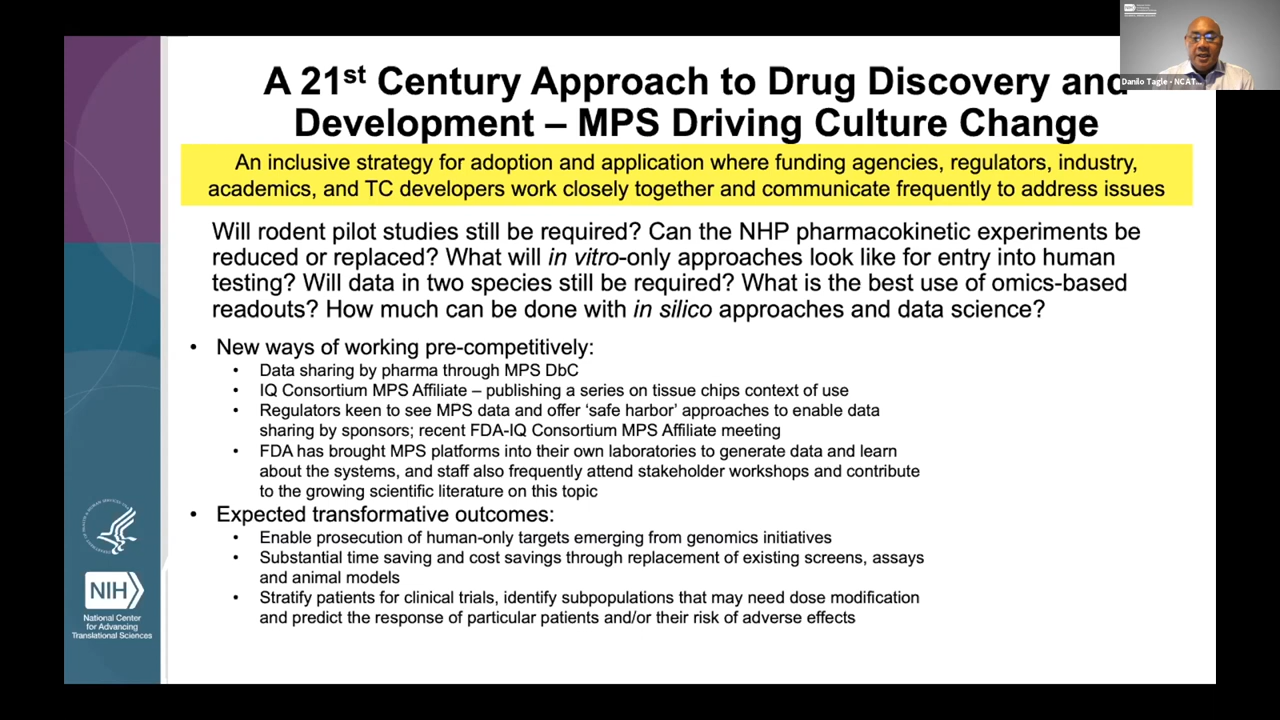 A 21st Century Approach to Drug Discovery and
Development – MPS Driving Culture Change
An inclusive strategy for adoption and application where funding agencies, regulators, industry,
academics, and TC developers work closely together and communicate frequently to address issues
Will rodent pilot studies still be required? Can the NHP pharmacokinetic experiments be
reduced or replaced? What will in vitro-only approaches look like for entry into human
testing? Will data in two species still be required? What is the best use of omics-based
readouts? How much can be done with in silico approaches and data science?
• New ways of working pre-competitively:
• Data sharing by pharma through MPS DbC
• IQ Consortium MPS Affiliate – publishing a series on tissue chips context of use
• Regulators keen to see MPS data and offer ‘safe harbor’ approaches to enable data
sharing by sponsors; recent FDA-IQ Consortium MPS Affiliate meeting
• FDA has brought MPS platforms into their own laboratories to generate data and learn
about the systems, and staff also frequently attend stakeholder workshops and contribute
to the growing scientific literature on this topic
• Expected transformative outcomes:
• Enable prosecution of human-only targets emerging from genomics initiatives
• Substantial time saving and cost savings through replacement of existing screens, assays
and animal models
• Stratify patients for clinical trials, identify subpopulations that may need dose modification
and predict the response of particular patients and/or their risk of adverse effects
NIH
National Center
for Advancing
Translational Sciences
NIH
Danilo Tagle - NCAT...